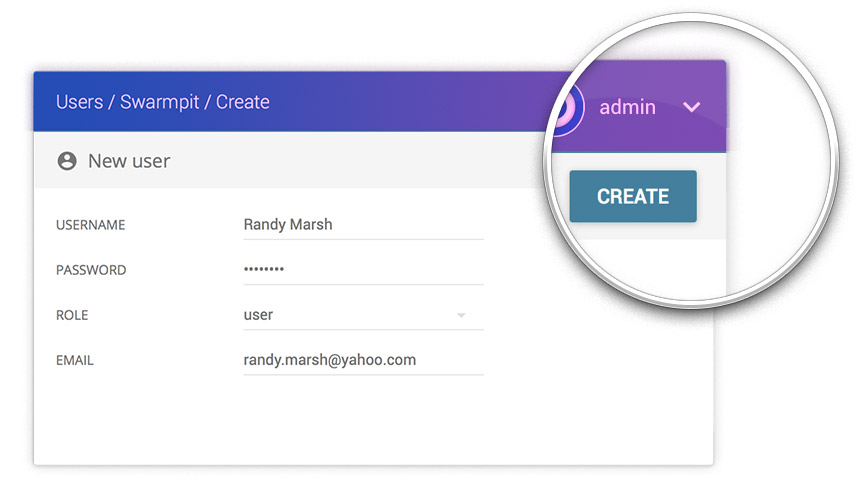 Users / Swarmpit / Create
admin
New user
CREATE
USERNAME Randy Marsh
PASSWORD ••••••••
ROLE user
EMAIL randy.marsh@yahoo.com